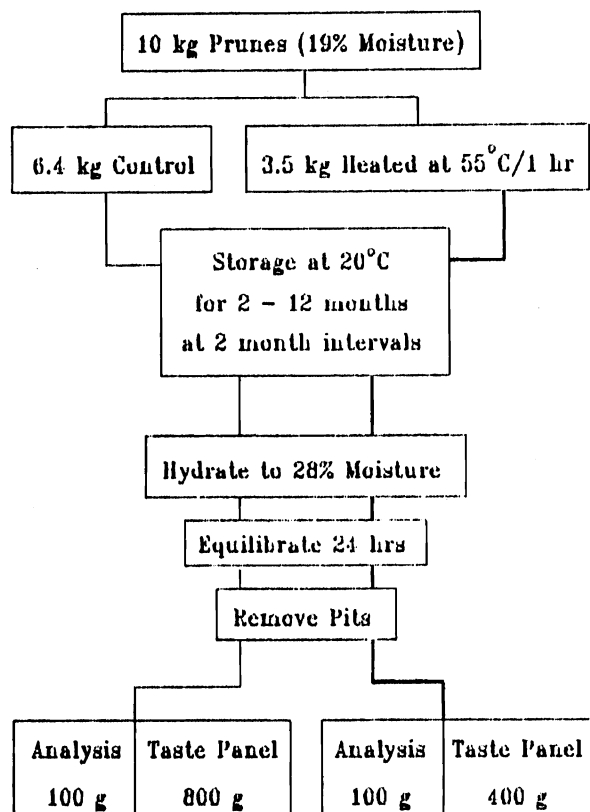 10 kg Prunes (19% Moisture)
6.4 kg Control
3.5 kg Heated at 55°C/1 hr
Storage at 20°C
for 2 - 12 months
at 2 month intervals
Hydrate to 28% Moisture
Equilibrate 24 hrs
Remove Pits
Analysis
100 g
Taste Panel
800 g
Analysis
100 g
Taste Panel
400 g